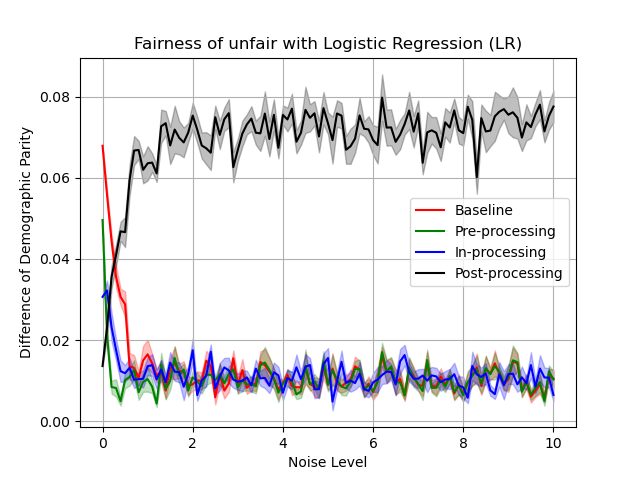 Fairness of unfair with Logistic Regression (LR)
Difference of Demographic Parity
0.08
0.06
0.04
0.02
0.00
Baseline
Pre-processing
In-processing
Post-processing
0 2 4 6 8 10
Noise Level